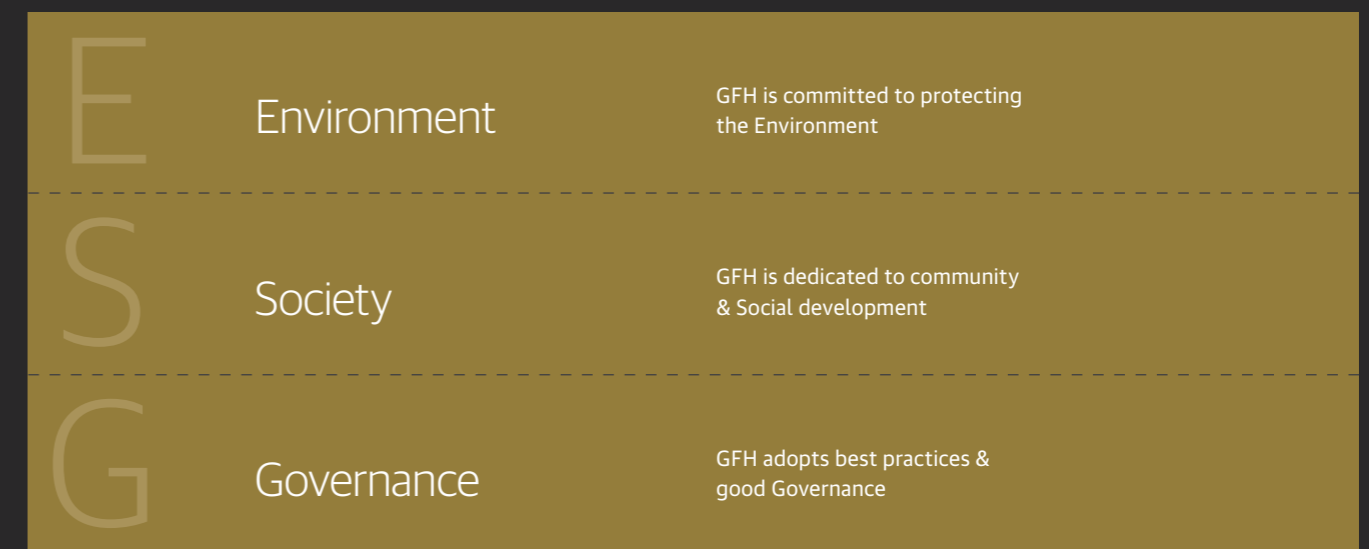 E
Environment
GFH is committed to protecting
the Environment
S
Society
GFH is dedicated to community
& Social development
G
Governance
GFH adopts best practices &
good Governance